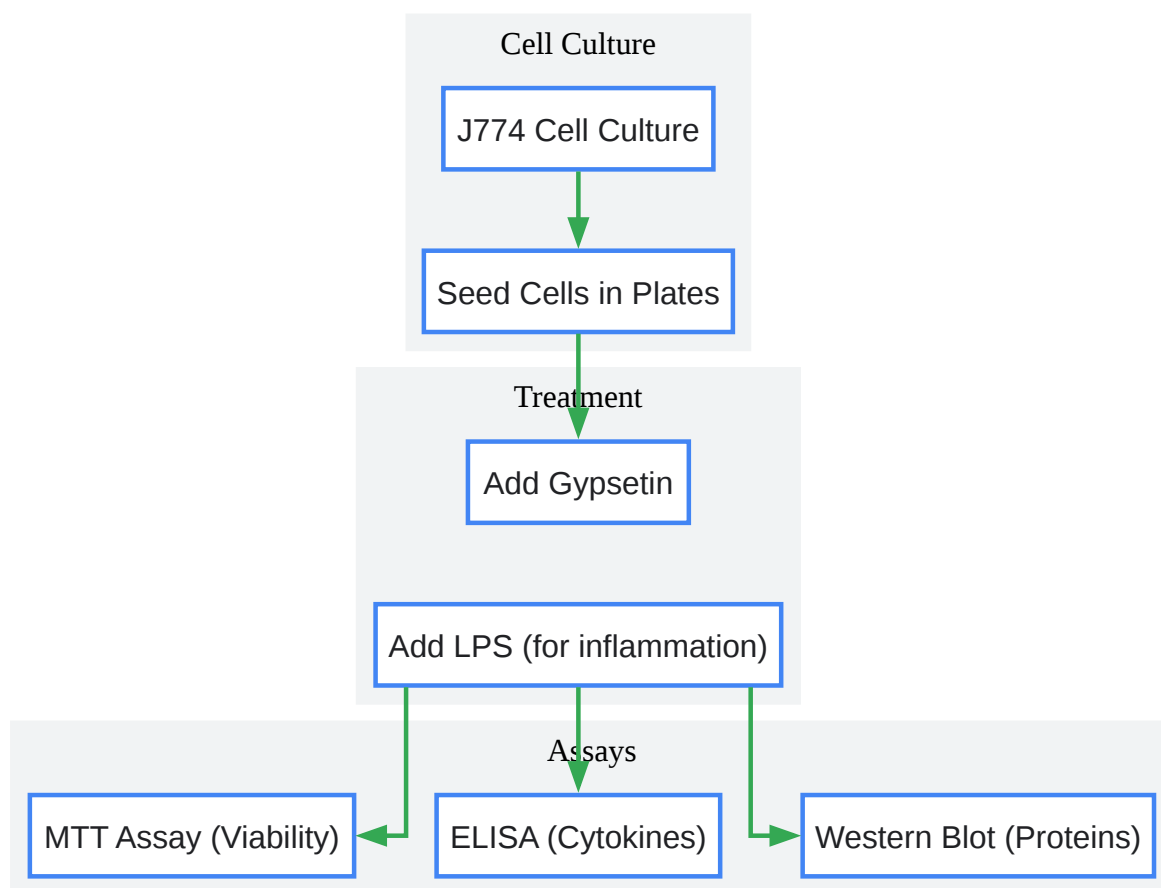 Cell Culture
J774 Cell Culture
Seed Cells in Plates
Treatment
Add Gypsetin
Add LPS (for inflammation)
Assays
MTT Assay (Viability)
ELISA (Cytokines)
Western Blot (Proteins)